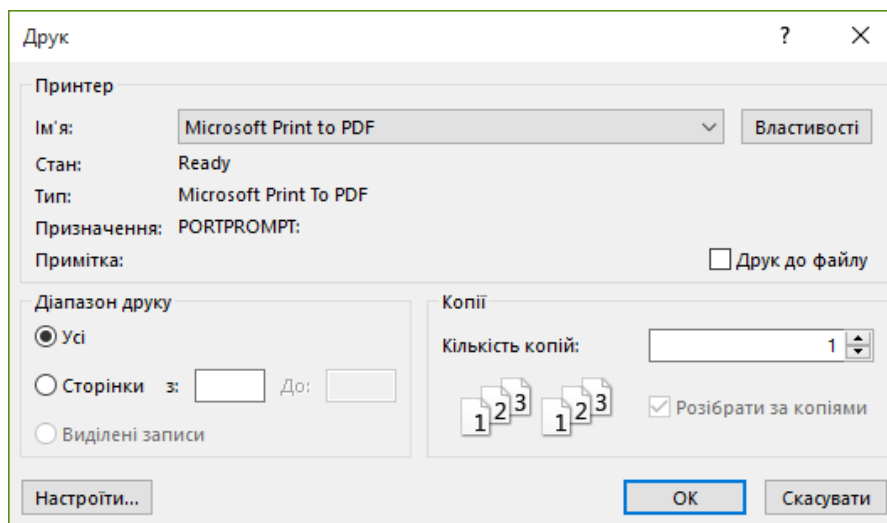 Друк
Принтер
Ім'я: Microsoft Print to PDF Властивості
Стан: Ready
Тип: Microsoft Print To PDF
Призначення: PORTPROMPT:
Примітка: Друк до файлу
Діапазон друку
Усі
Сторінки з: До:
Виділені записи
Копії
Кількість копій: 1
1 2 3 1 2 3 Розібрати за копіями
Настроїти... OK Скасувати